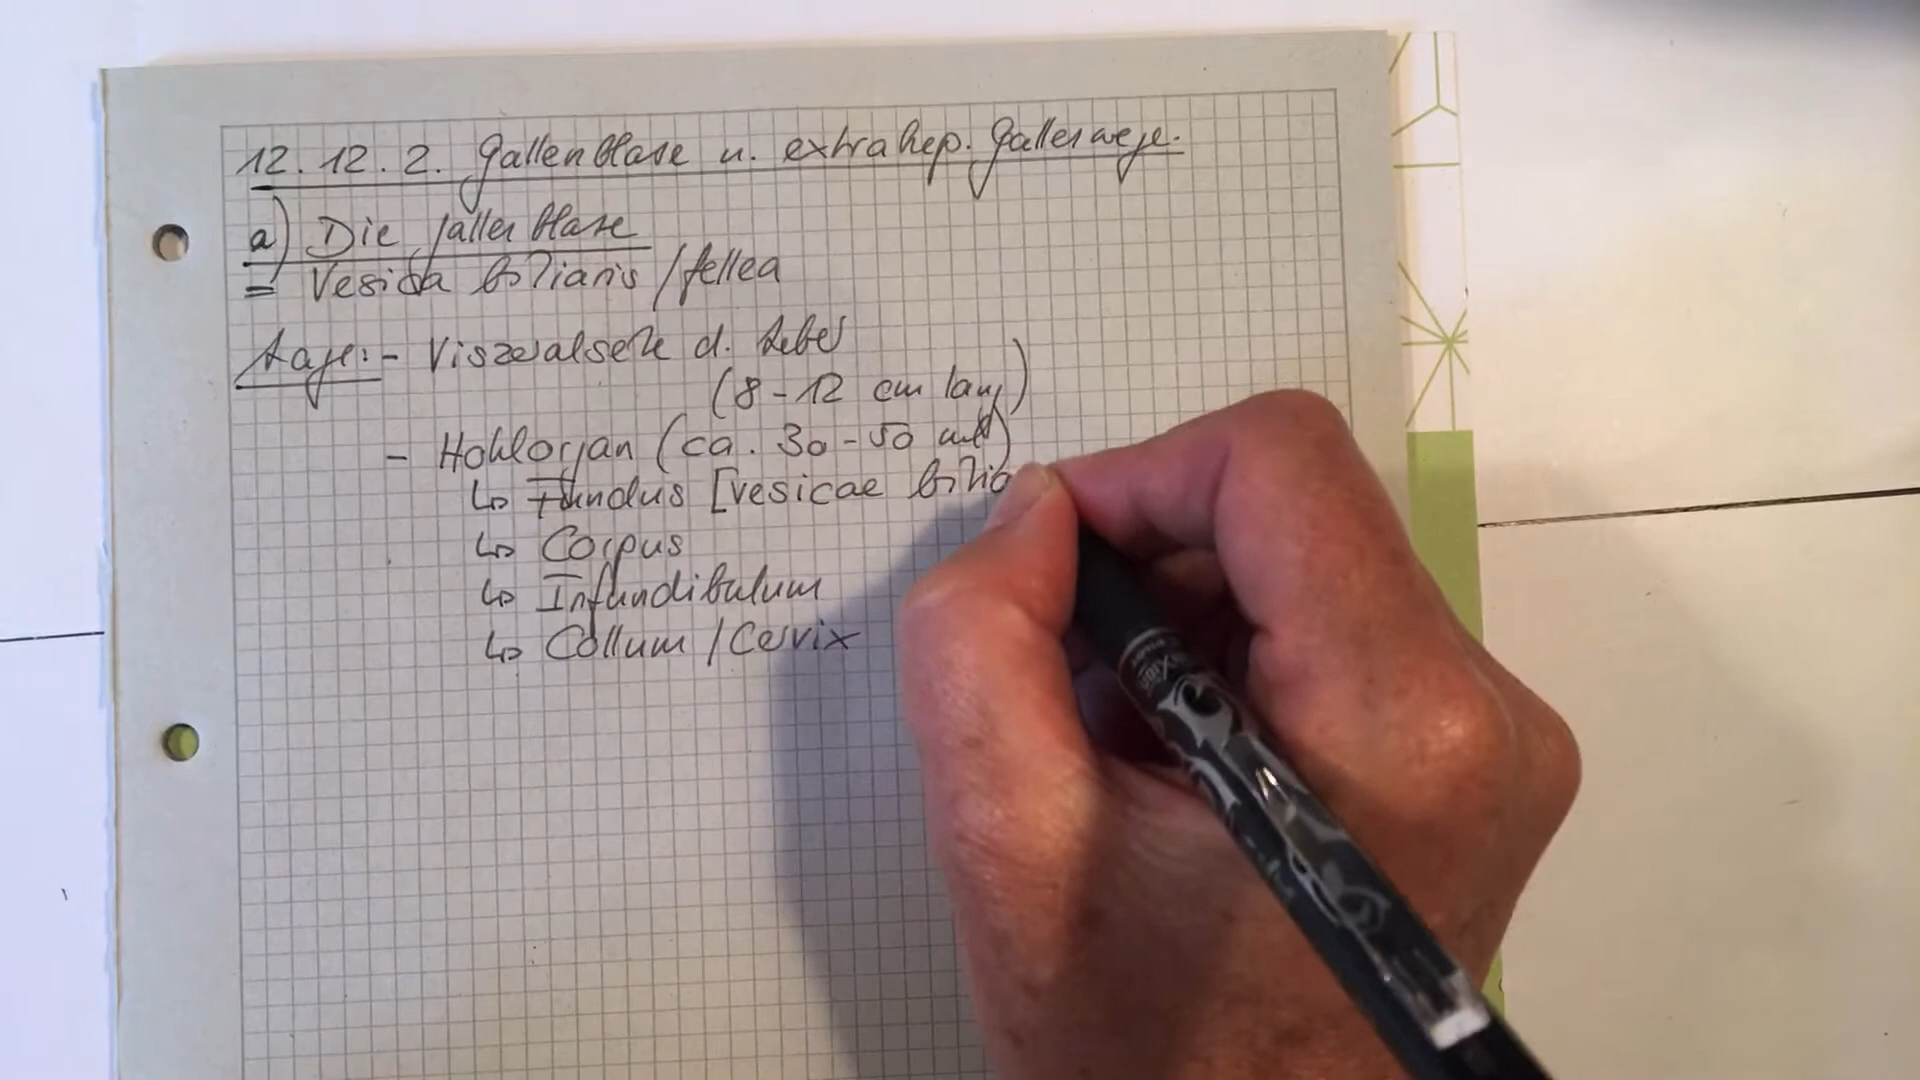 12.12.2. Gallenblase u. extrahep. Gallenwege.
a) Die Gallenblase
= Vesica biliaris / fellea
Lage: - Viszeralseite d. Leber
(8-12 cm lang)
- Hohlorgan (ca. 30-50 ml)
↳ Fundus [vesicae bilia
↳ Corpus
↳ Infundibulum
↳ Collum / Cervix